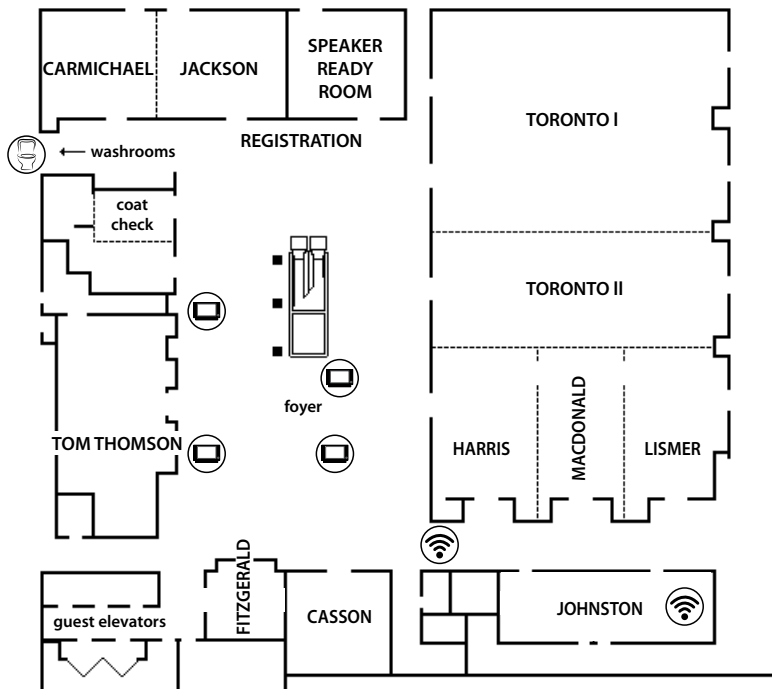 CARMICHAEL
JACKSON
SPEAKER
READY
ROOM
REGISTRATION
TORONTO I
washrooms
coat
check
TORONTO II
foyer
TOM THOMSON
HARRIS
MACDONALD
LISMER
FITZGERALD
CASSON
JOHNSTON
guest elevators